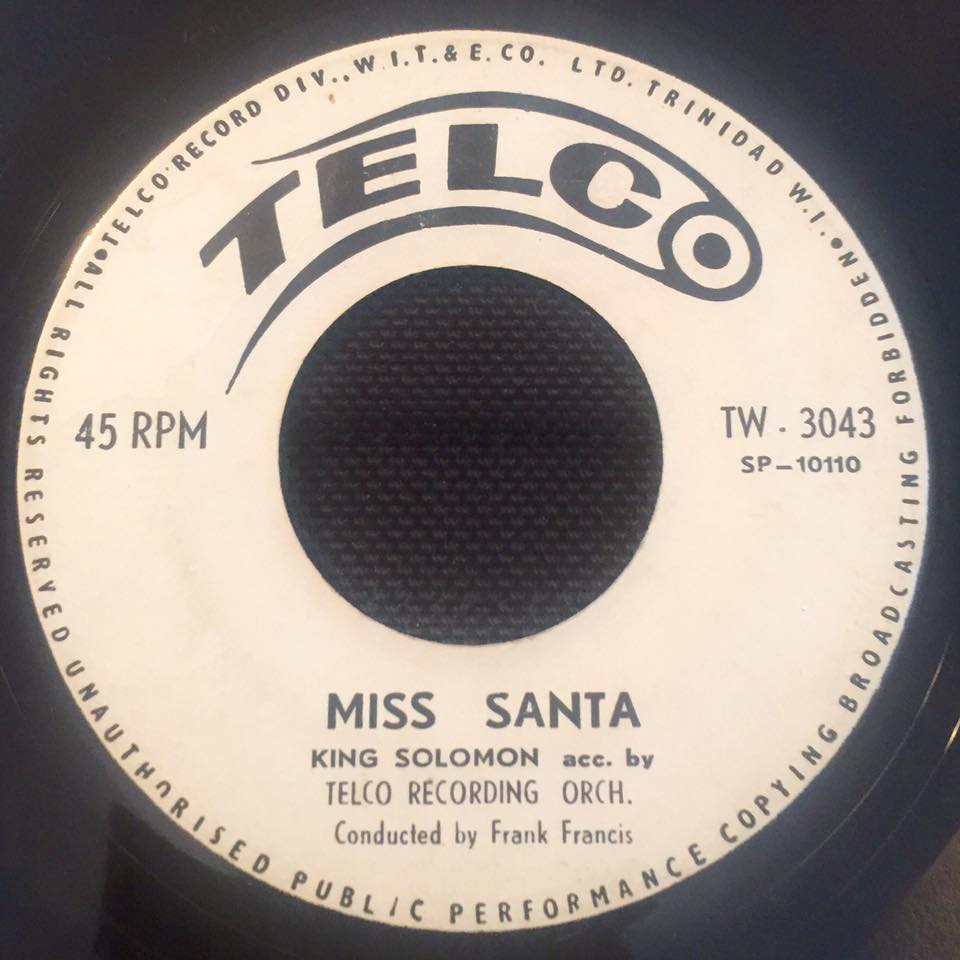 •TELCO RECORD DIV., W.I.T.& E.CO. LTD. TRINIDAD W.I.•
ALL RIGHTS RESERVED UNAUTHORISED PUBLIC PERFORMANCE COPYING BROADCASTING FORBIDDEN
TELCO
45 RPM
TW - 3043
SP-10110
MISS SANTA
KING SOLOMON acc. by
TELCO RECORDING ORCH.
Conducted by Frank Francis